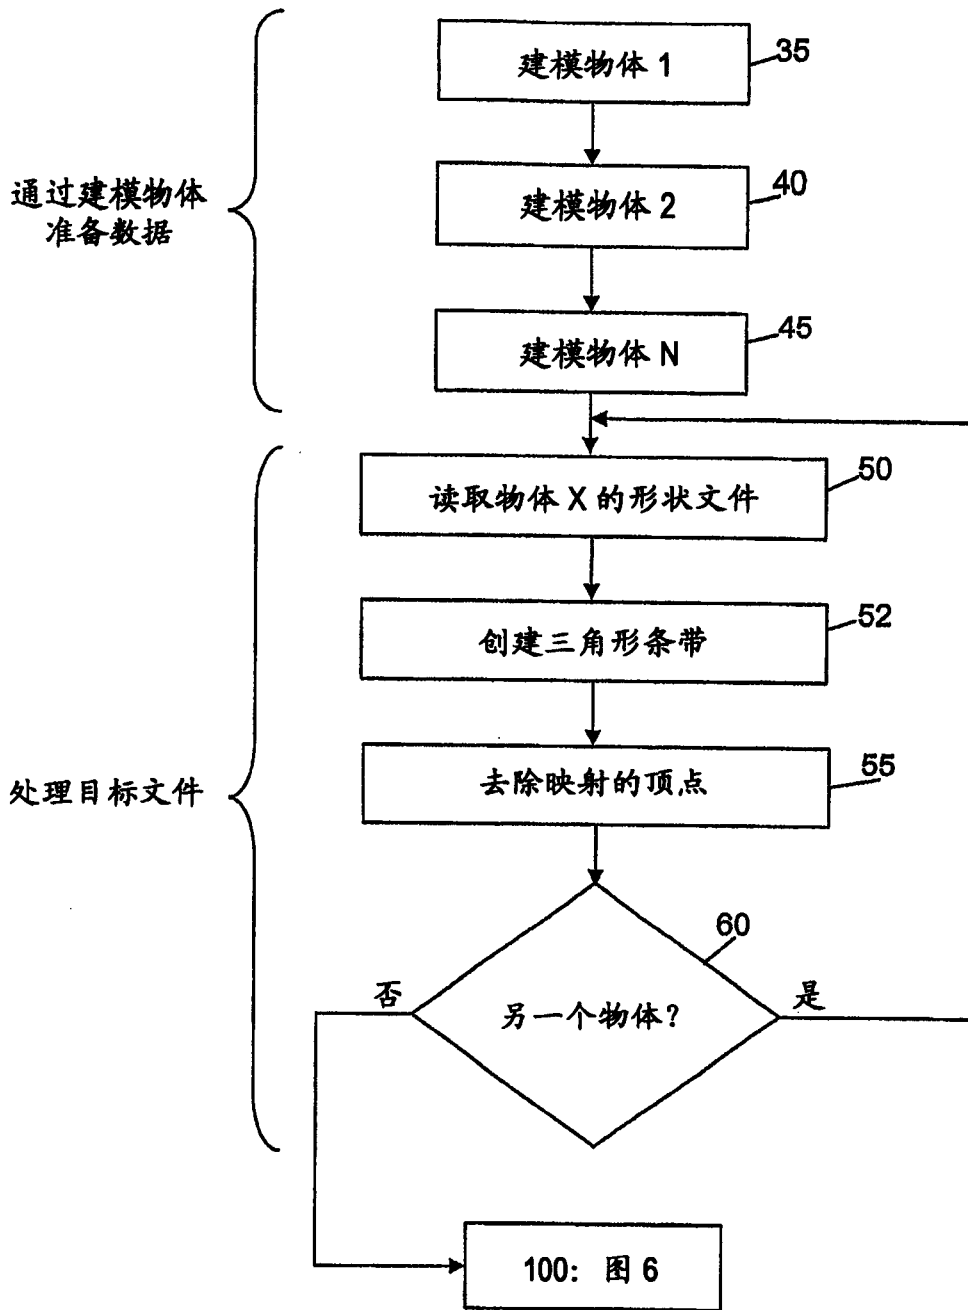 建模物体 1
35
通过建模物体
准备数据
建模物体 2
40
建模物体 N
45
读取物体 X 的形状文件
50
创建三角形条带
52
处理目标文件
去除映射的顶点
55
60
否
另一个物体?
是
100: 图 6